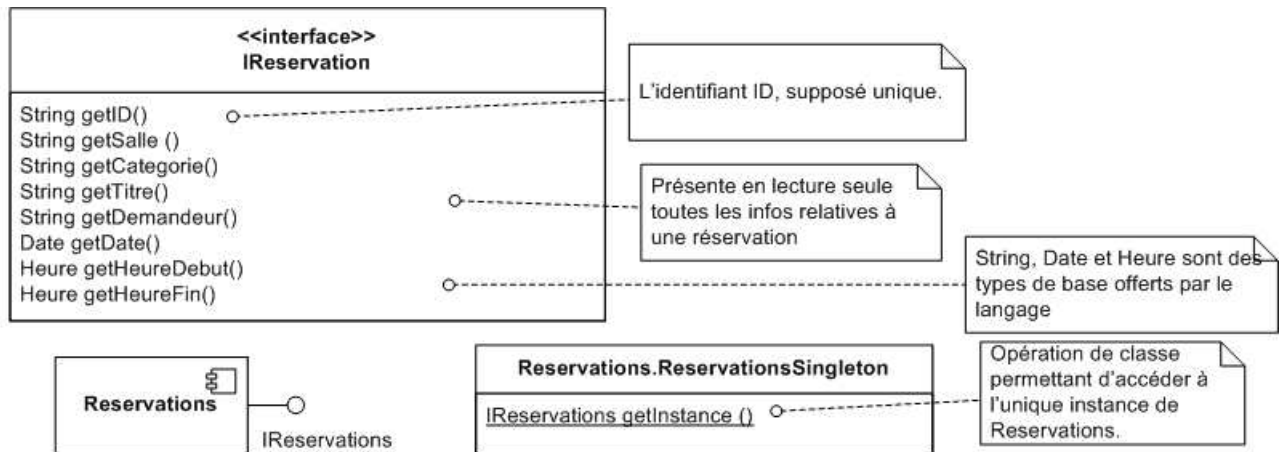 <<interface>>
IReservation
String getID()
String getSalle ()
String getCategorie()
String getTitre()
String getDemandeur()
Date getDate()
Heure getHeureDebut()
Heure getHeureFin()
L'identifiant ID, supposé unique.
Présente en lecture seule
toutes les infos relatives à
une réservation
String, Date et Heure sont des
types de base offerts par le
langage
Reservations
IReservations
Reservations.ReservationsSingleton
IReservations getInstance ()
Opération de classe
permettant d'accéder à
l'unique instance de
Reservations.